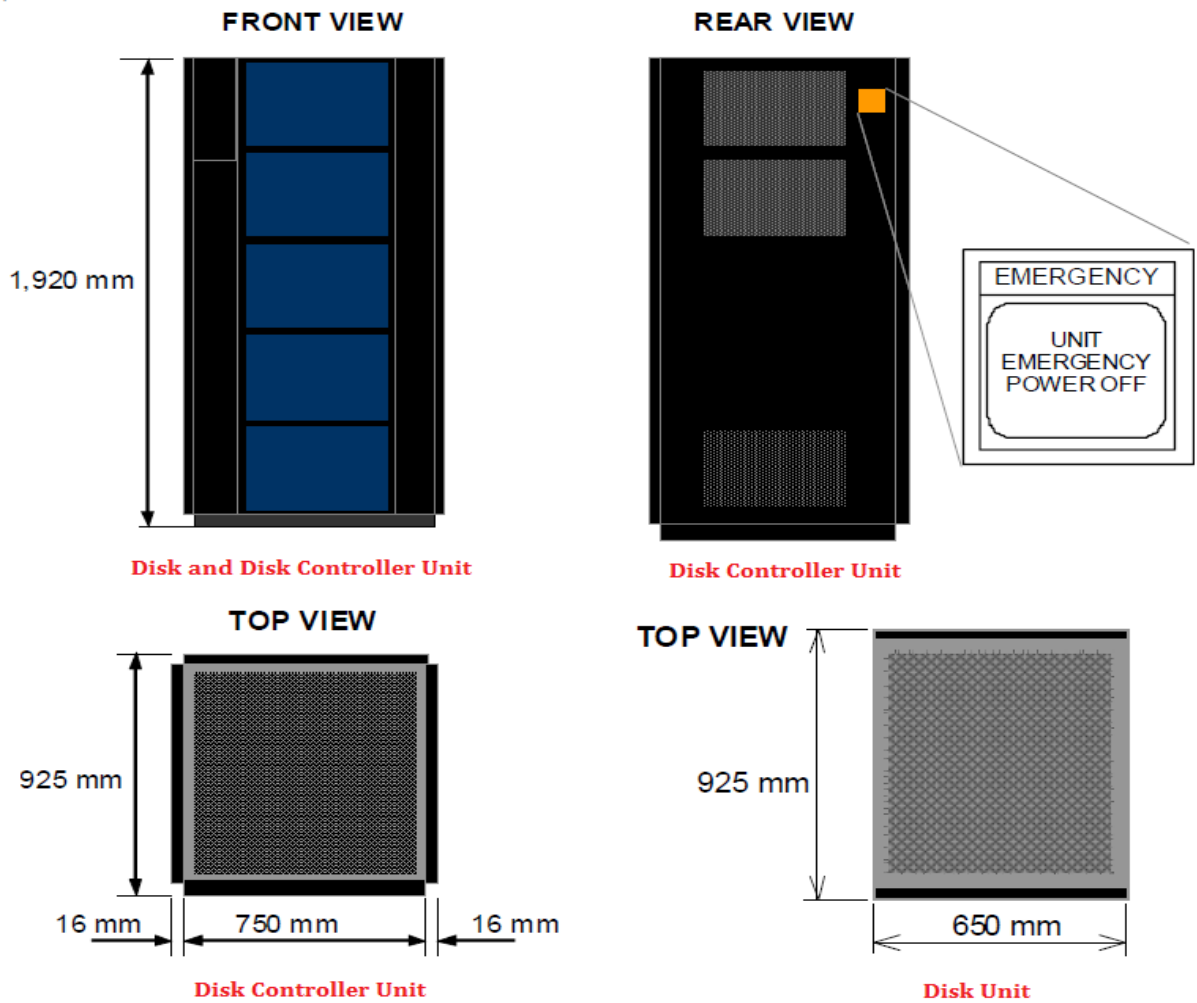 FRONT VIEW
REAR VIEW
1,920 mm
EMERGENCY
UNIT
EMERGENCY
POWER OFF
Disk and Disk Controller Unit
Disk Controller Unit
TOP VIEW
TOP VIEW
925 mm
925 mm
16 mm
750 mm
16 mm
650 mm
Disk Controller Unit
Disk Unit